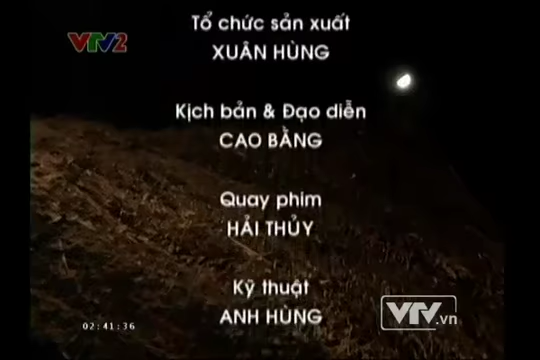 Tổ chức sản xuất
VTV2
XUÂN HÙNG
Kịch bản & Đạo diễn
CAO BẰNG
Quay phim
HẢI THỦY
Kỹ thuật
ANH HÙNG
02:41:36
VTV.vn